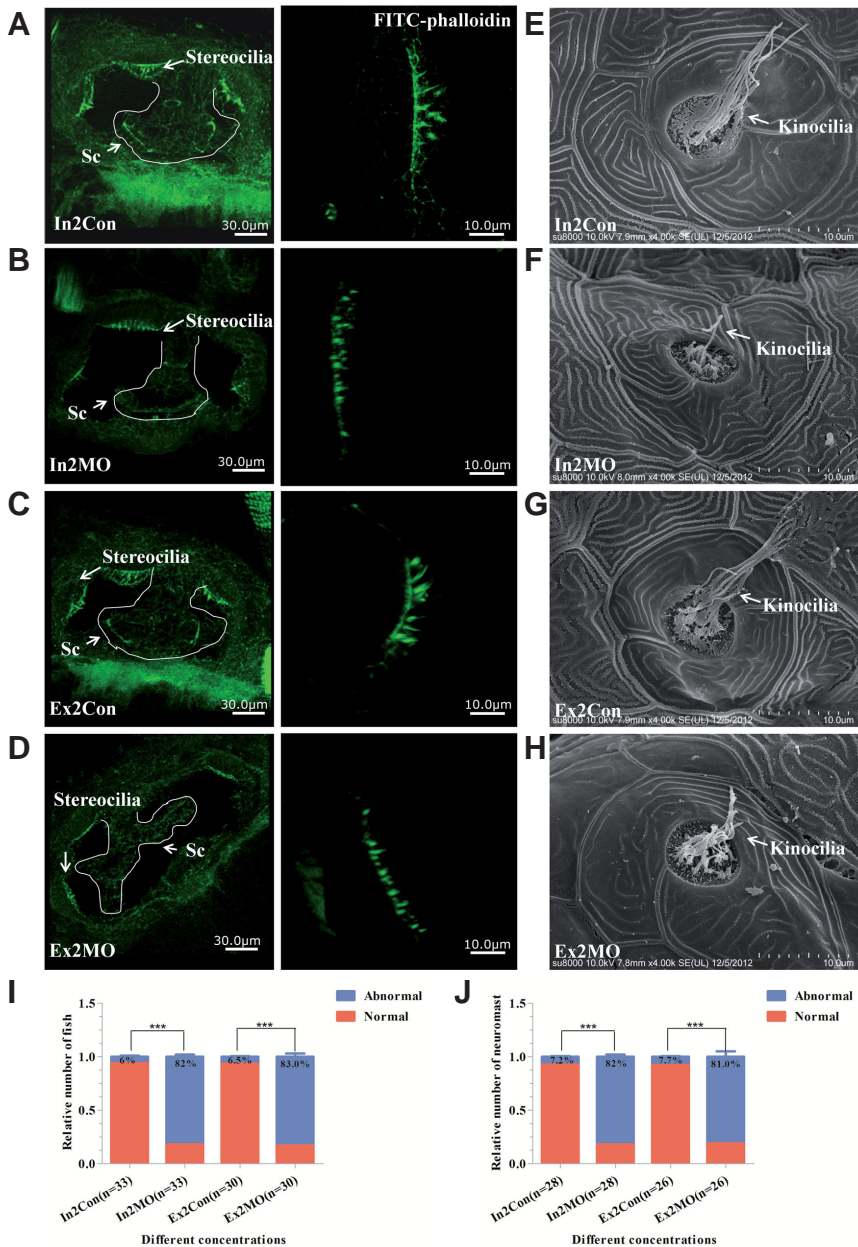 A
Stereocilia
Sc
In2Con
30.0µm
FITC-phalloidin
10.0µm
E
Kinocilia
In2Con
su8000 10.0kV 7.9mm x4.00k SE(UL) 12/5/2012
10.0um
B
Stereocilia
Sc
In2MO
30.0µm
10.0µm
F
Kinocilia
In2MO
su8000 10.0kV 8.0mm x4.00k SE(UL) 12/5/2012
10.0um
C
Stereocilia
Sc
Ex2Con
30.0µm
10.0µm
G
Kinocilia
Ex2Con
su8000 10.0kV 7.9mm x4.00k SE(UL) 12/5/2012
10.0um
D
Stereocilia
Sc
Ex2MO
30.0µm
10.0µm
H
Kinocilia
Ex2MO
su8000 10.0kV 7.8mm x4.00k SE(UL) 12/5/2012
10.0um
I
Relative number of fish
1.5
1.0
0.5
0.0
Abnormal
Normal
***
***
6%
82%
6.5%
83.0%
In2Con(n=33)
In2MO(n=33)
Ex2Con(n=30)
Ex2MO(n=30)
Different concentrations
J
Relative number of neuromast
1.5
1.0
0.5
0.0
Abnormal
Normal
***
***
7.2%
82%
7.7%
81.0%
In2Con(n=28)
In2MO(n=28)
Ex2Con(n=26)
Ex2MO(n=26)
Different concentrations